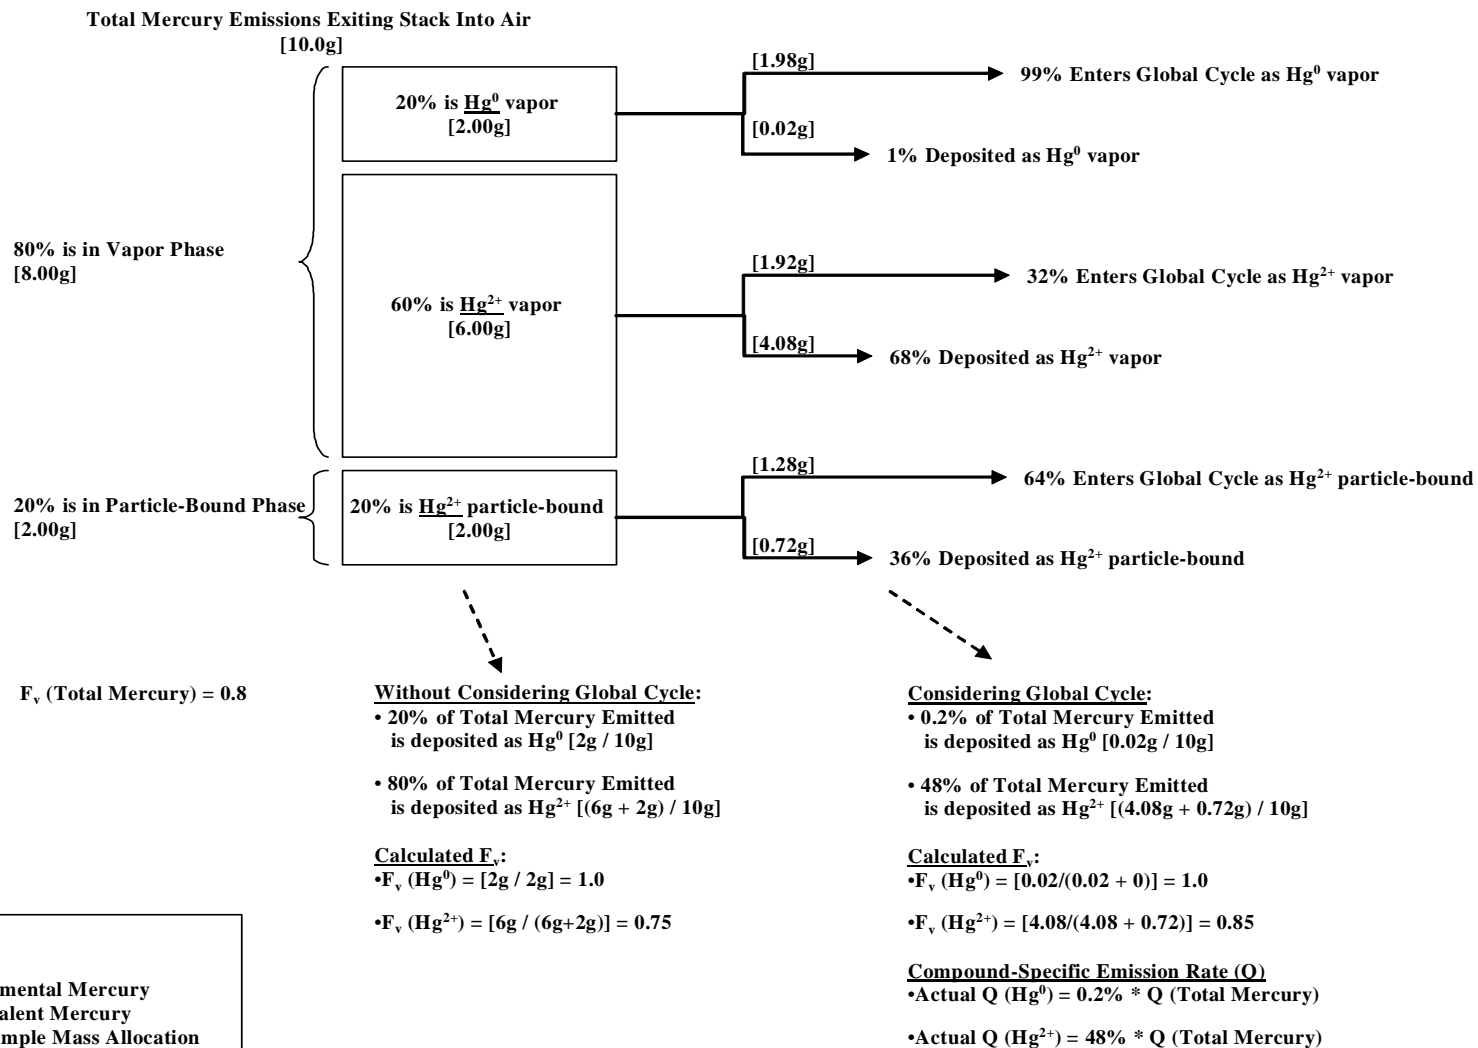 Total Mercury Emissions Exiting Stack Into Air
[10.0g]
20% is Hg⁰ vapor
[2.00g]
[1.98g]
99% Enters Global Cycle as Hg⁰ vapor
[0.02g]
1% Deposited as Hg⁰ vapor
80% is in Vapor Phase
[8.00g]
60% is Hg²⁺ vapor
[6.00g]
[1.92g]
32% Enters Global Cycle as Hg²⁺ vapor
[4.08g]
68% Deposited as Hg²⁺ vapor
20% is in Particle-Bound Phase
[2.00g]
20% is Hg²⁺ particle-bound
[2.00g]
[1.28g]
64% Enters Global Cycle as Hg²⁺ particle-bound
[0.72g]
36% Deposited as Hg²⁺ particle-bound
Fᵥ (Total Mercury) = 0.8
Without Considering Global Cycle:
• 20% of Total Mercury Emitted
is deposited as Hg⁰ [2g / 10g]
• 80% of Total Mercury Emitted
is deposited as Hg²⁺ [(6g + 2g) / 10g]
Calculated Fᵥ:
•Fᵥ (Hg⁰) = [2g / 2g] = 1.0
•Fᵥ (Hg²⁺) = [6g / (6g+2g)] = 0.75
Considering Global Cycle:
• 0.2% of Total Mercury Emitted
is deposited as Hg⁰ [0.02g / 10g]
• 48% of Total Mercury Emitted
is deposited as Hg²⁺ [(4.08g + 0.72g) / 10g]
Calculated Fᵥ:
•Fᵥ (Hg⁰) = [0.02/(0.02 + 0)] = 1.0
•Fᵥ (Hg²⁺) = [4.08/(4.08 + 0.72)] = 0.85
Compound-Specific Emission Rate (Q)
•Actual Q (Hg⁰) = 0.2% * Q (Total Mercury)
•Actual Q (Hg²⁺) = 48% * Q (Total Mercury)
mental Mercury
alent Mercury
mple Mass Allocation